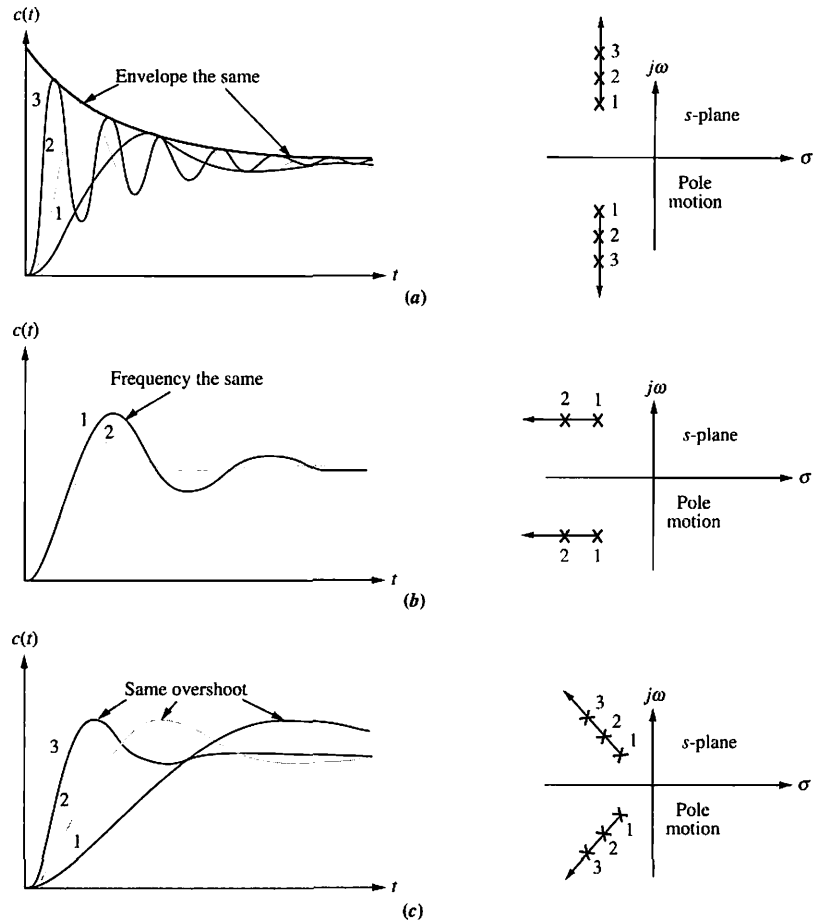 c(t)
Envelope the same
3
2
1
t
(a)
3
2
1
jω
s-plane
σ
Pole
motion
1
2
3
c(t)
Frequency the same
1
2
t
(b)
2 1
jω
s-plane
σ
Pole
motion
2 1
c(t)
Same overshoot
3
2
1
t
(c)
3
2
1
jω
s-plane
σ
Pole
motion
1
2
3